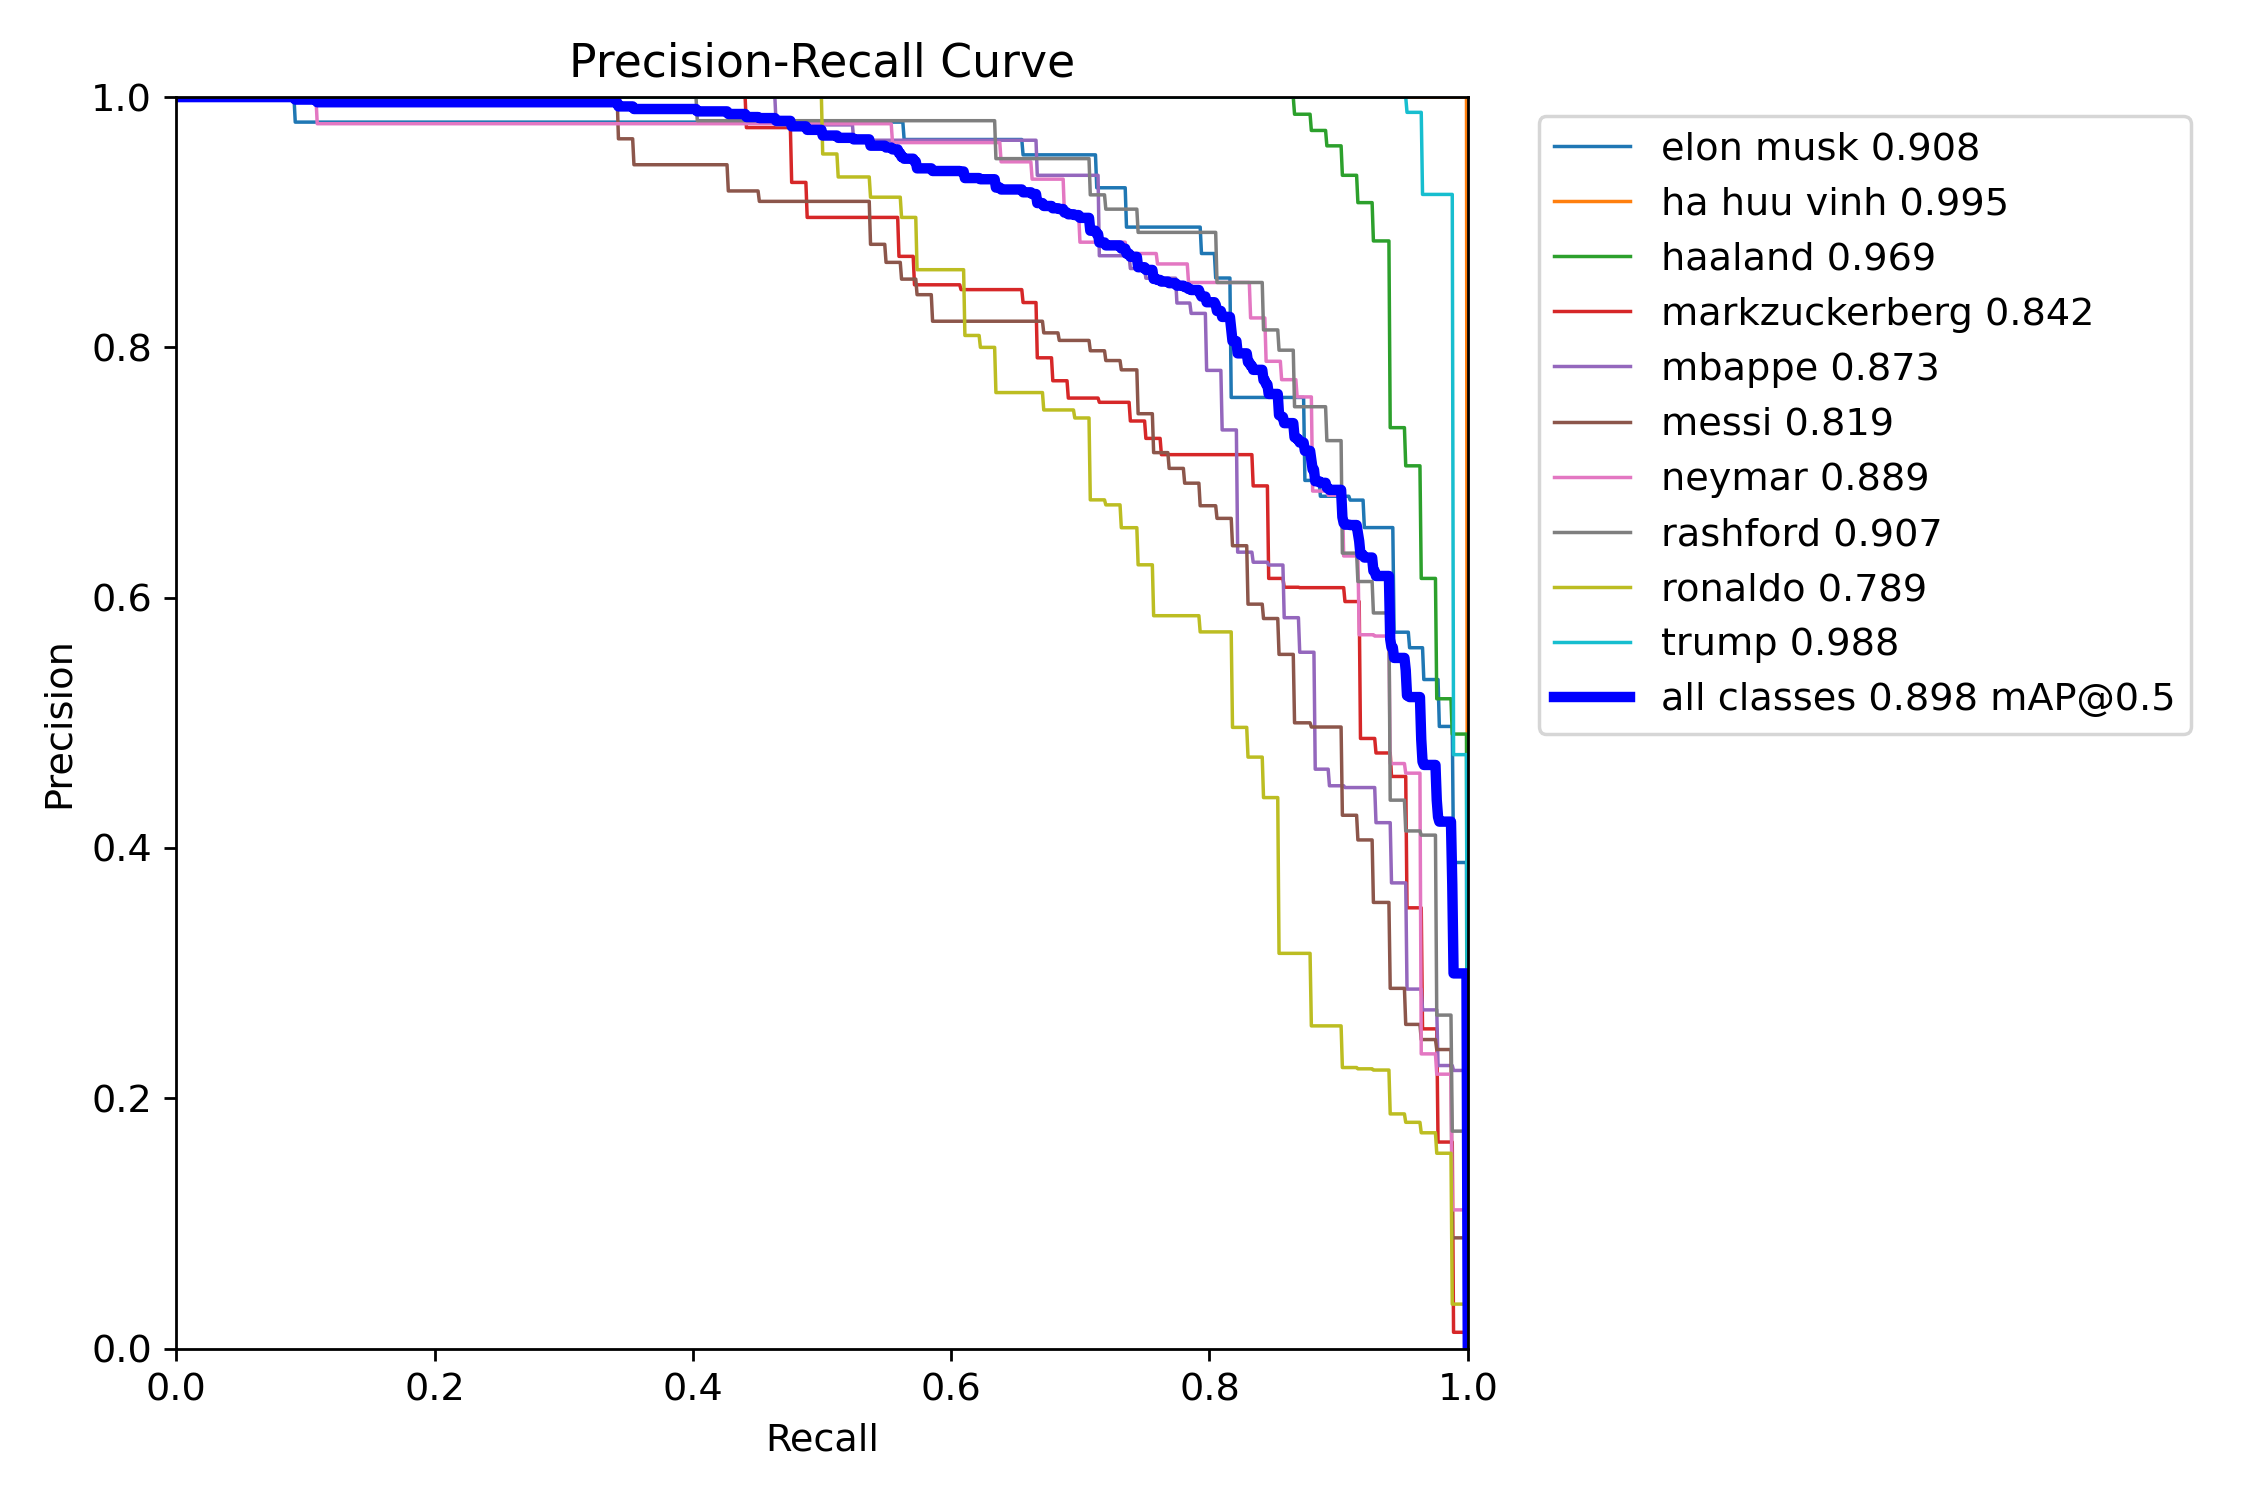 Precision-Recall Curve
1.0
0.8
0.6
0.4
0.2
0.0
Precision
0.0 0.2 0.4 0.6 0.8 1.0
Recall
elon musk 0.908
ha huu vinh 0.995
haaland 0.969
markzuckerberg 0.842
mbappe 0.873
messi 0.819
neymar 0.889
rashford 0.907
ronaldo 0.789
trump 0.988
all classes 0.898 mAP@0.5